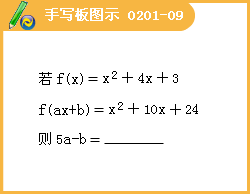 手写板图示 0201-09
若 f(x) = x² + 4x + 3
f(ax+b) = x² + 10x + 24
则 5a-b = ______